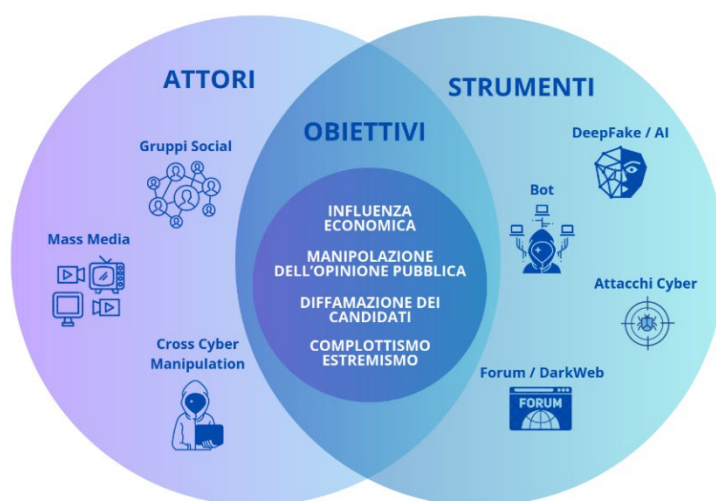 ATTORI
Gruppi Social
Mass Media
Cross Cyber
Manipulation
OBIETTIVI
INFLUENZA
ECONOMICA
MANIPOLAZIONE
DELL'OPINIONE PUBBLICA
DIFFAMAZIONE DEI
CANDIDATI
COMPLOTTISMO
ESTREMISMO
STRUMENTI
DeepFake / AI
Bot
Attacchi Cyber
Forum / DarkWeb
FORUM